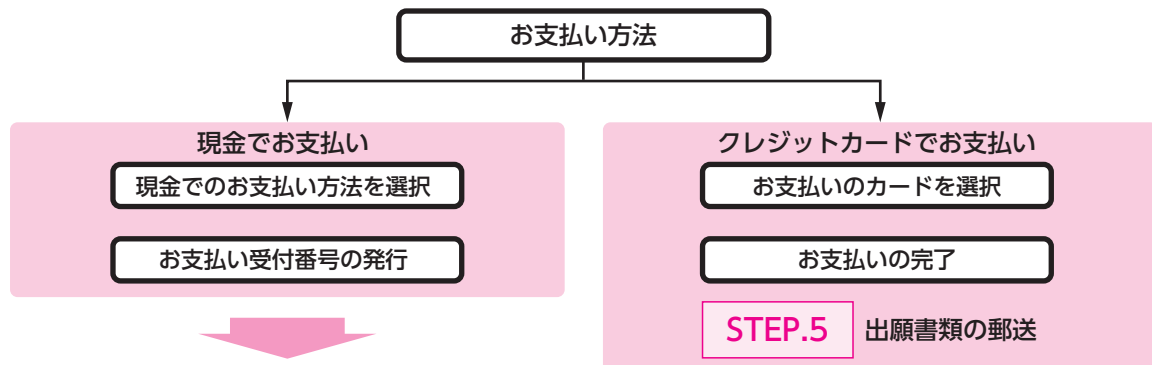 お支払い方法
現金でお支払い
現金でのお支払い方法を選択
お支払い受付番号の発行
クレジットカードでお支払い
お支払いのカードを選択
お支払いの完了
STEP.5 出願書類の郵送